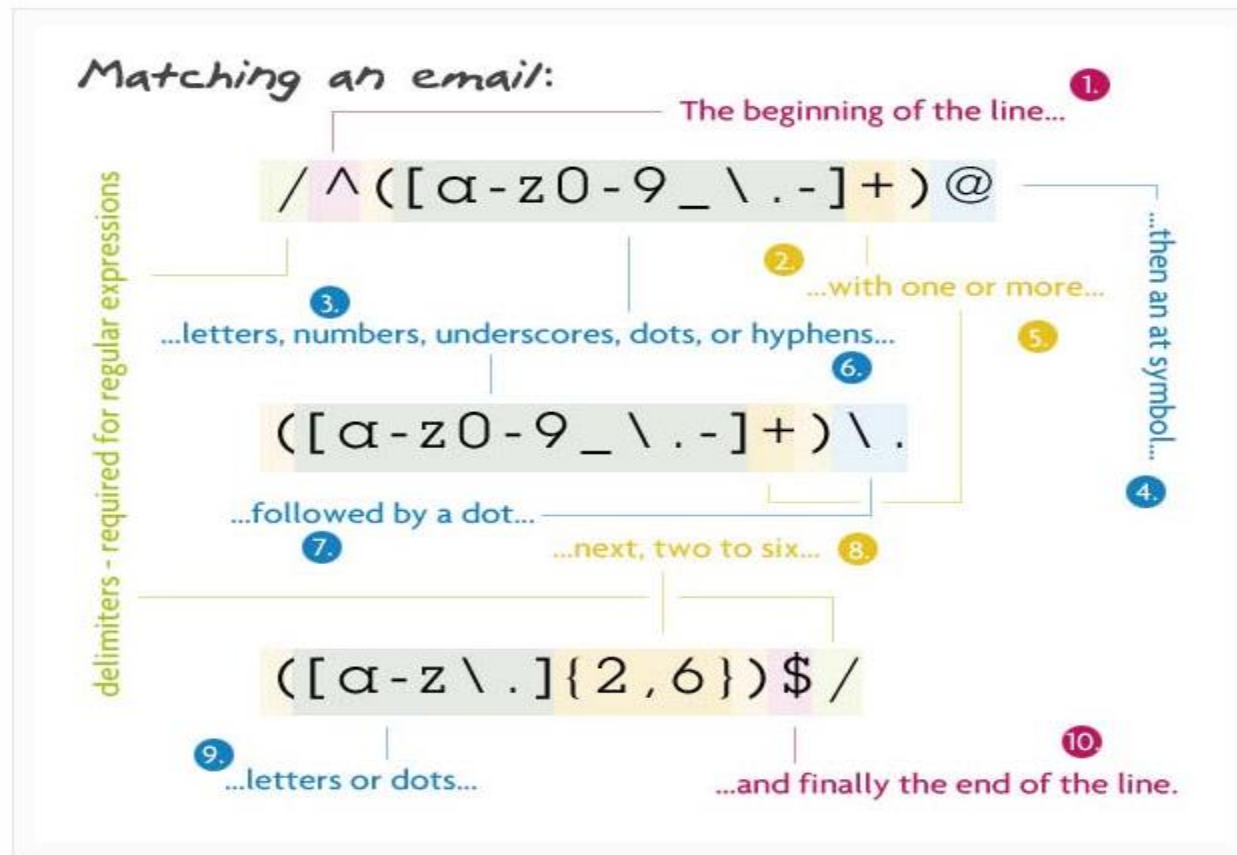 Matching an email:
1.
The beginning of the line...
/^([a-z0-9_\.-]+)@
2.
...with one or more...
3.
...letters, numbers, underscores, dots, or hyphens...
...then an at symbol...
4.
5.
6.
([a-z0-9_\.-]+)\.
...followed by a dot...
7.
...next, two to six...
8.
([a-z\.]{2,6})$/
9.
...letters or dots...
10.
...and finally the end of the line.
delimiters - required for regular expressions